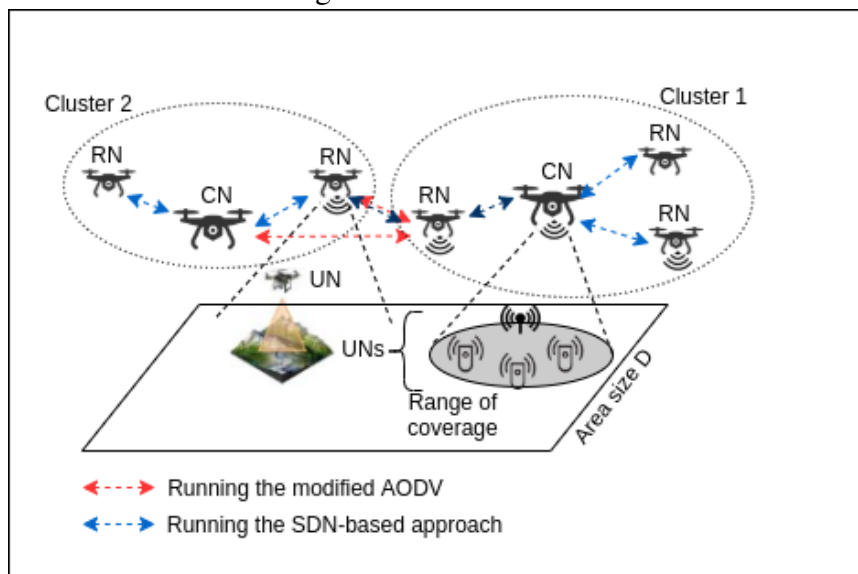 Cluster 2
Cluster 1
RN
RN
RN
CN
RN
CN
RN
UN
UNs
Range of
coverage
Area size D
Running the modified AODV
Running the SDN-based approach